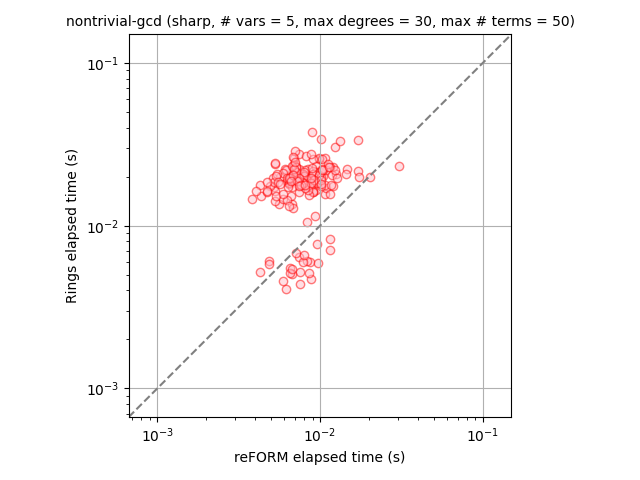 nontrivial-gcd (sharp, # vars = 5, max degrees = 30, max # terms = 50)
Rings elapsed time (s)
10⁻¹
10⁻²
10⁻³
10⁻³ 10⁻² 10⁻¹
reFORM elapsed time (s)